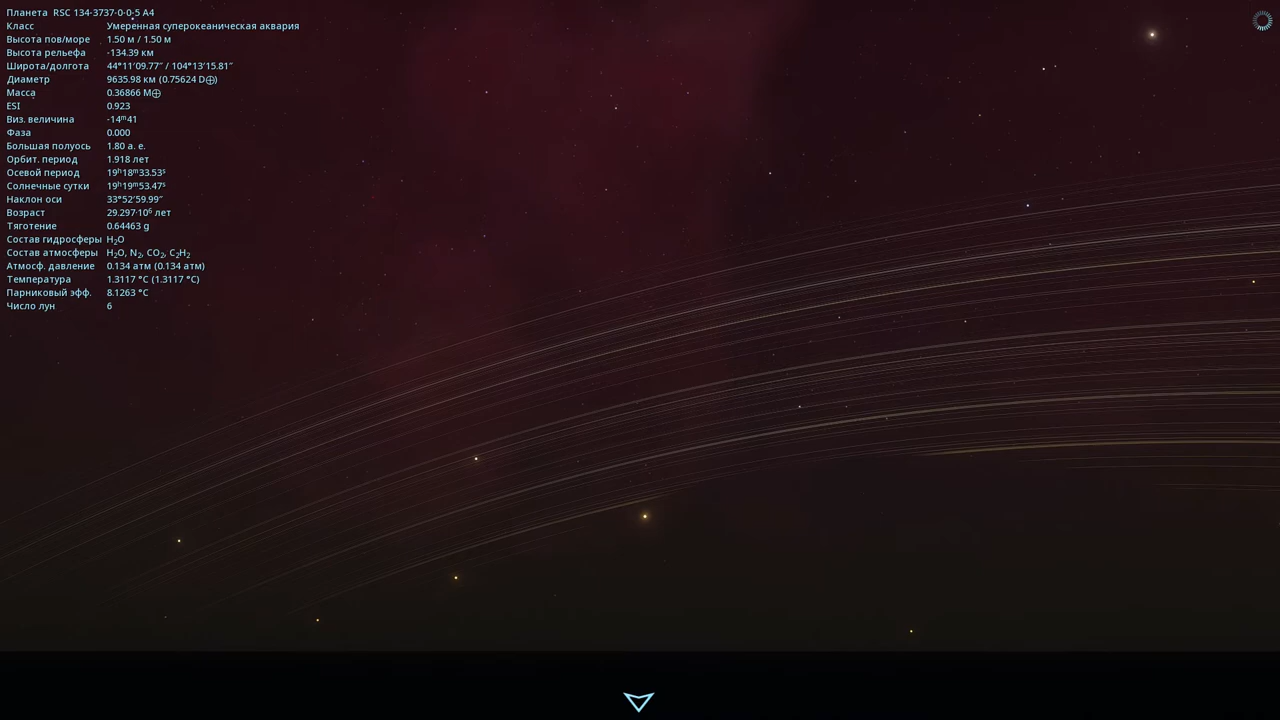 Планета RSC 134-3737-0-0-5 A4
Класс Умеренная суперокеаническая аквария
Высота пов/море 1.50 м / 1.50 м
Высота рельефа -134.39 км
Широта/долгота 44°11′09.77″ / 104°13′15.81″
Диаметр 9635.98 км (0.75624 D⊕)
Масса 0.36866 M⊕
ESI 0.923
Виз. величина -14ᵐ41
Фаза 0.000
Большая полуось 1.80 а. е.
Орбит. период 1.918 лет
Осевой период 19ʰ18ᵐ33.53ˢ
Солнечные сутки 19ʰ19ᵐ53.47ˢ
Наклон оси 33°52′59.99″
Возраст 29.297·10⁶ лет
Тяготение 0.64463 g
Состав гидросферы H₂O
Состав атмосферы H₂O, N₂, CO₂, C₂H₂
Атмосф. давление 0.134 атм (0.134 атм)
Температура 1.3117 °C (1.3117 °C)
Парниковый эфф. 8.1263 °C
Число лун 6